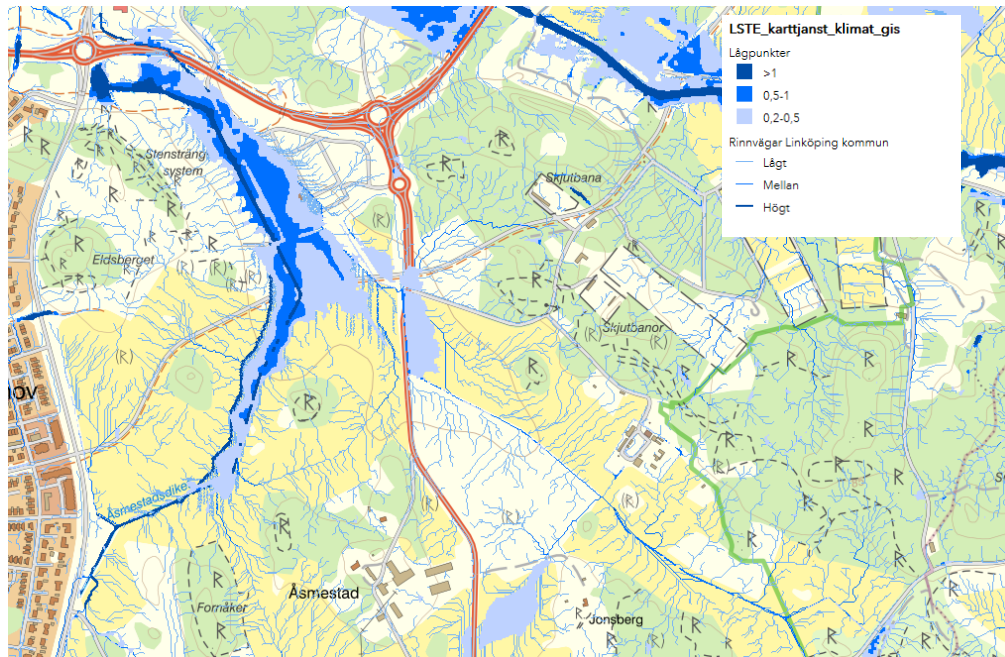 LSTE_karttjanst_klimat_gis
Lågpunkter
>1
0,5-1
0,2-0,5
Rinnvägar Linköping kommun
Lågt
Mellan
Högt
Stensträng
system
Skjutbana
Eldsberget
Skjutbanor
Åsmestadsdike
Åsmestad
Fornåker
Jonsberg
R
R
R
R
R
R
R
R
(R)
(R)
(R)
(R)
(R)
(R)
(R)
R
R
R
R
R
R
R
R
R